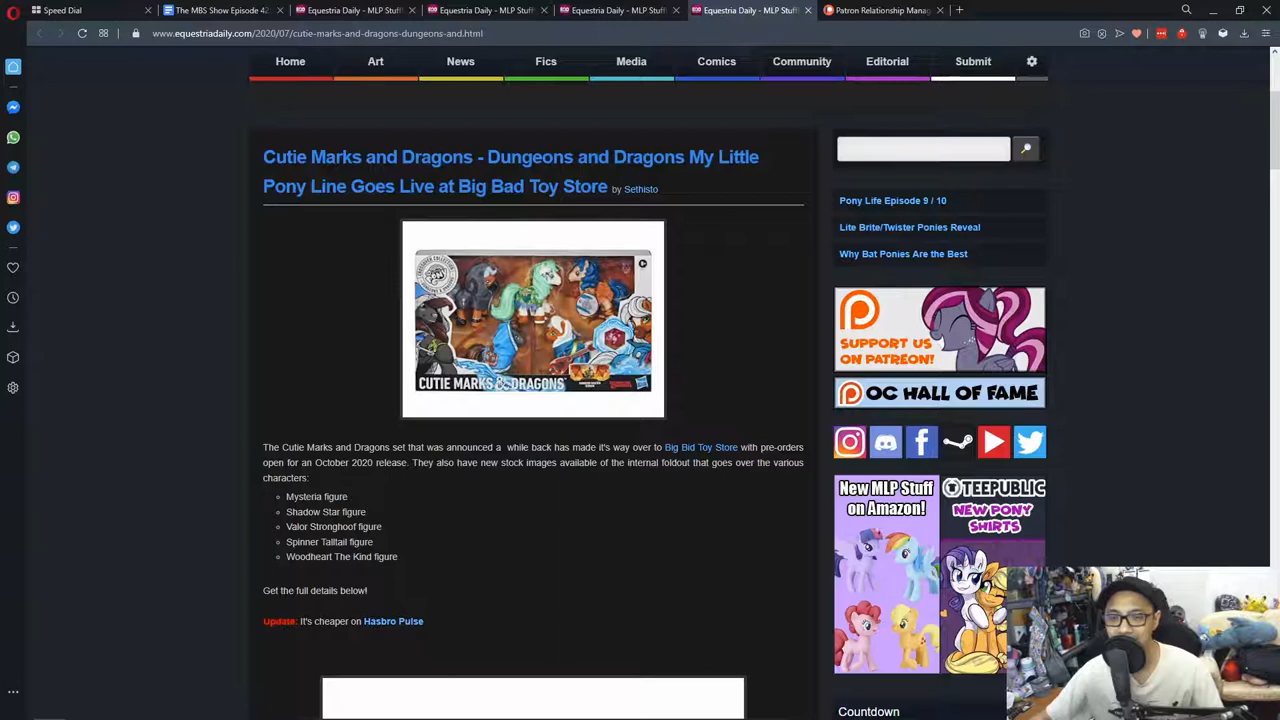 Speed Dial
The MBS Show Episode 42
Equestria Daily - MLP Stuff!
Equestria Daily - MLP Stuff!
Equestria Daily - MLP Stuff!
Equestria Daily - MLP Stuff!
Patron Relationship Mana
www.equestriadaily.com/2020/07/cutie-marks-and-dragons-dungeons-and.html
Home
Art
News
Fics
Media
Comics
Community
Editorial
Submit
Cutie Marks and Dragons - Dungeons and Dragons My Little
Pony Line Goes Live at Big Bad Toy Store by Sethisto
CUTIE MARKS & DRAGONS
The Cutie Marks and Dragons set that was announced a while back has made it's way over to Big Bid Toy Store with pre-orders
open for an October 2020 release. They also have new stock images available of the internal foldout that goes over the various
characters:
Mysteria figure
Shadow Star figure
Valor Stronghoof figure
Spinner Talltail figure
Woodheart The Kind figure
Get the full details below!
Update: It's cheaper on Hasbro Pulse
Pony Life Episode 9 / 10
Lite Brite/Twister Ponies Reveal
Why Bat Ponies Are the Best
SUPPORT US
ON PATREON!
OC HALL OF FAME
New MLP Stuff
on Amazon!
TEEPUBLIC
NEW PONY
SHIRTS
Countdown